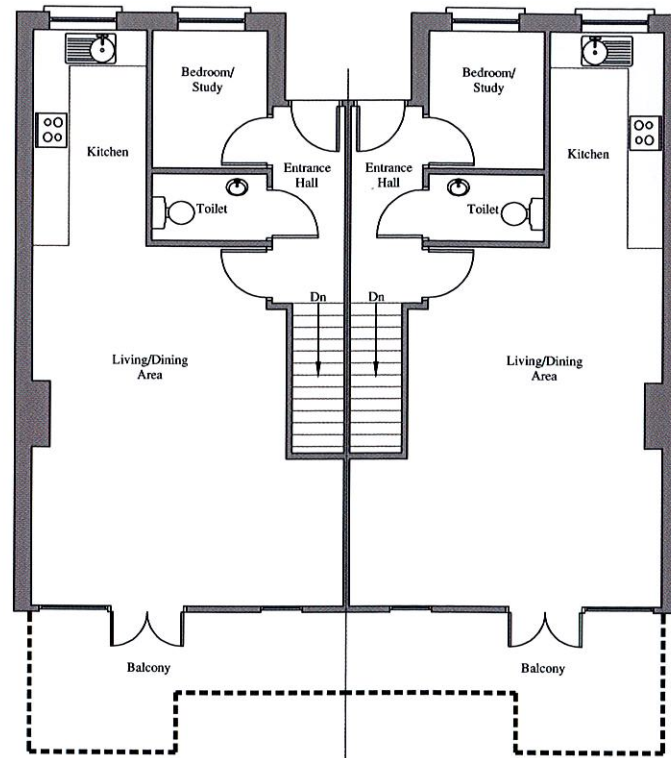 Bedroom/
Study
Bedroom/
Study
Kitchen
Entrance
Hall
Entrance
Hall
Kitchen
Toilet
Toilet
Dn
Dn
Living/Dining
Area
Living/Dining
Area
Balcony
Balcony